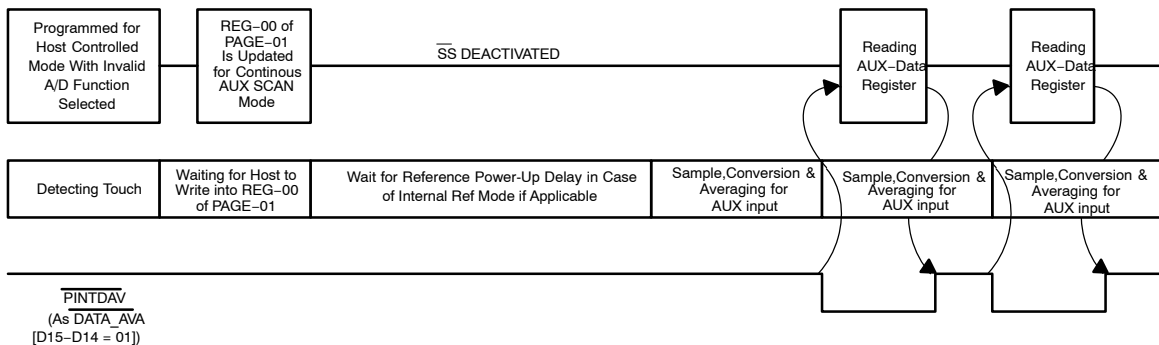 Programmed for
Host Controlled
Mode With Invalid
A/D Function
Selected
REG−00 of
PAGE−01
Is Updated
for Continous
AUX SCAN
Mode
SS DEACTIVATED
Reading
AUX−Data
Register
Reading
AUX−Data
Register
Detecting Touch
Waiting for Host to
Write into REG−00
of PAGE−01
Wait for Reference Power-Up Delay in Case
of Internal Ref Mode if Applicable
Sample,Conversion &
Averaging for
AUX input
Sample,Conversion &
Averaging for
AUX input
Sample,Conversion &
Averaging for
AUX input
PINTDAV
(As DATA_AVA
[D15−D14 = 01])